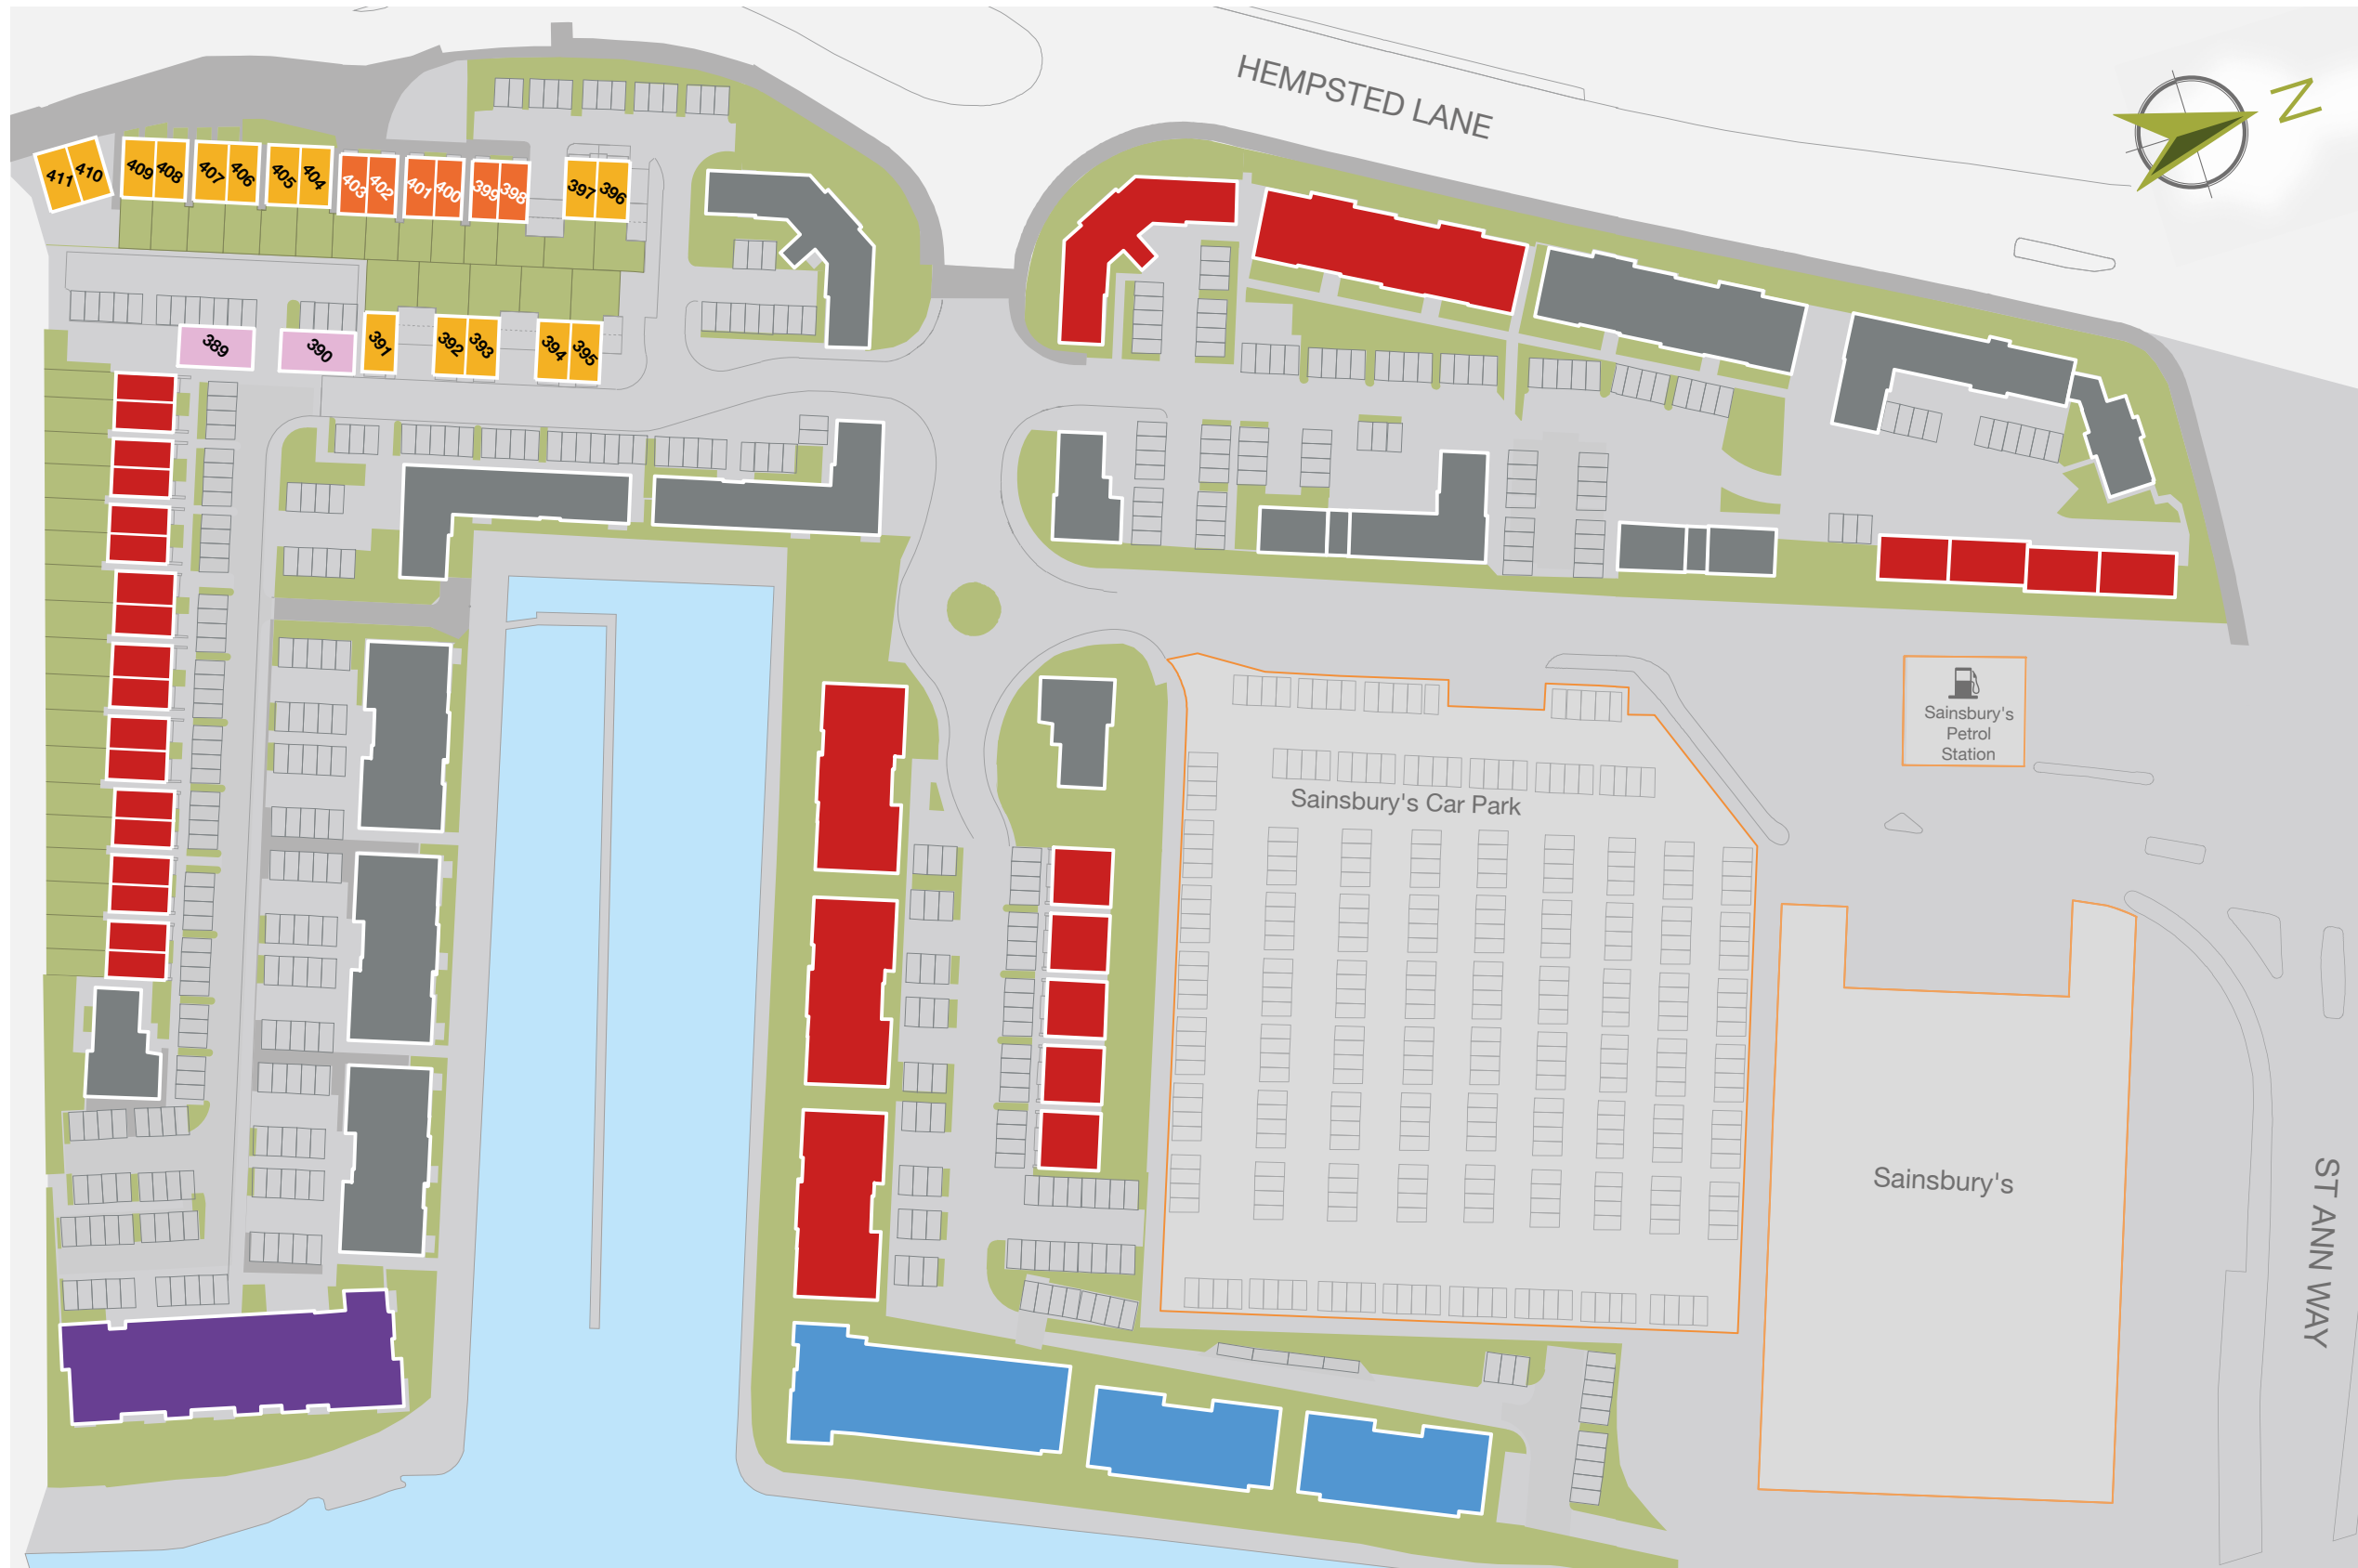 HEMPSTED LANE
N
411
410
409
408
407
406
405
404
403
402
401
400
399
398
397
396
389
390
391
392
393
394
395
Sainsbury's
Petrol
Station
Sainsbury's Car Park
Sainsbury's
ST ANN WAY